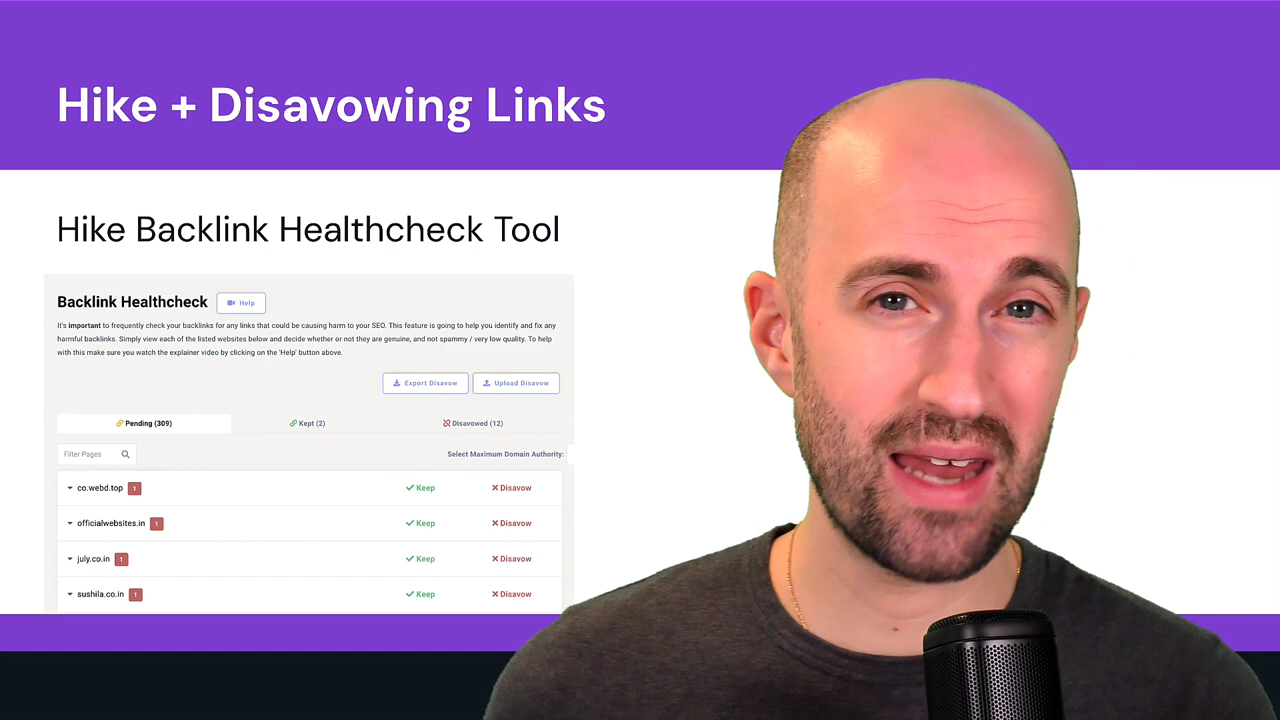 Hike + Disavowing Links
Hike Backlink Healthcheck Tool
Backlink Healthcheck Help
It's important to frequently check your backlinks for any links that could be causing harm to your SEO. This feature is going to help you identify and fix any
harmful backlinks. Simply view each of the listed websites below and decide whether or not they are genuine, and not spammy / very low quality. To help
with this make sure you watch the explainer video by clicking on the 'Help' button above.
Export Disavow Upload Disavow
Pending (309) Kept (2) Disavowed (12)
Filter Pages Select Maximum Domain Authority:
co.webd.top 1 Keep Disavow
officialwebsites.in 1 Keep Disavow
july.co.in 1 Keep Disavow
sushila.co.in 1 Keep Disavow